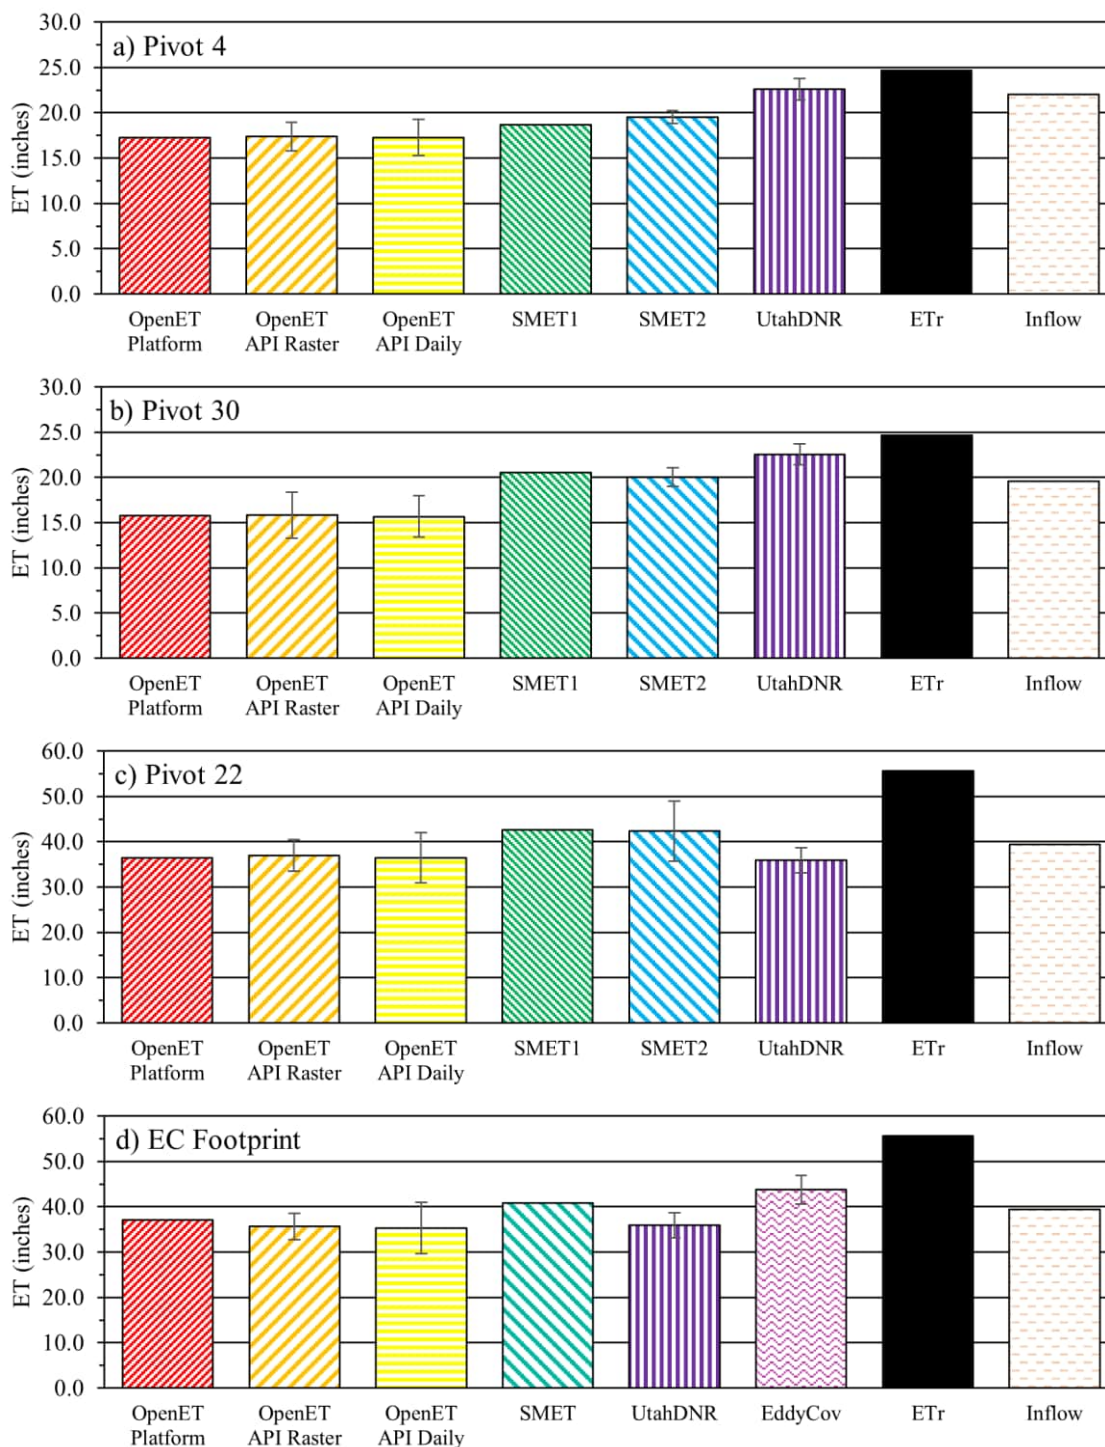 a) Pivot 4
ET (inches)
30.0
25.0
20.0
15.0
10.0
5.0
0.0
OpenET Platform
OpenET API Raster
OpenET API Daily
SMET1
SMET2
UtahDNR
ETr
Inflow
b) Pivot 30
ET (inches)
30.0
25.0
20.0
15.0
10.0
5.0
0.0
OpenET Platform
OpenET API Raster
OpenET API Daily
SMET1
SMET2
UtahDNR
ETr
Inflow
c) Pivot 22
ET (inches)
60.0
50.0
40.0
30.0
20.0
10.0
0.0
OpenET Platform
OpenET API Raster
OpenET API Daily
SMET1
SMET2
UtahDNR
ETr
Inflow
d) EC Footprint
ET (inches)
60.0
50.0
40.0
30.0
20.0
10.0
0.0
OpenET Platform
OpenET API Raster
OpenET API Daily
SMET
UtahDNR
EddyCov
ETr
Inflow